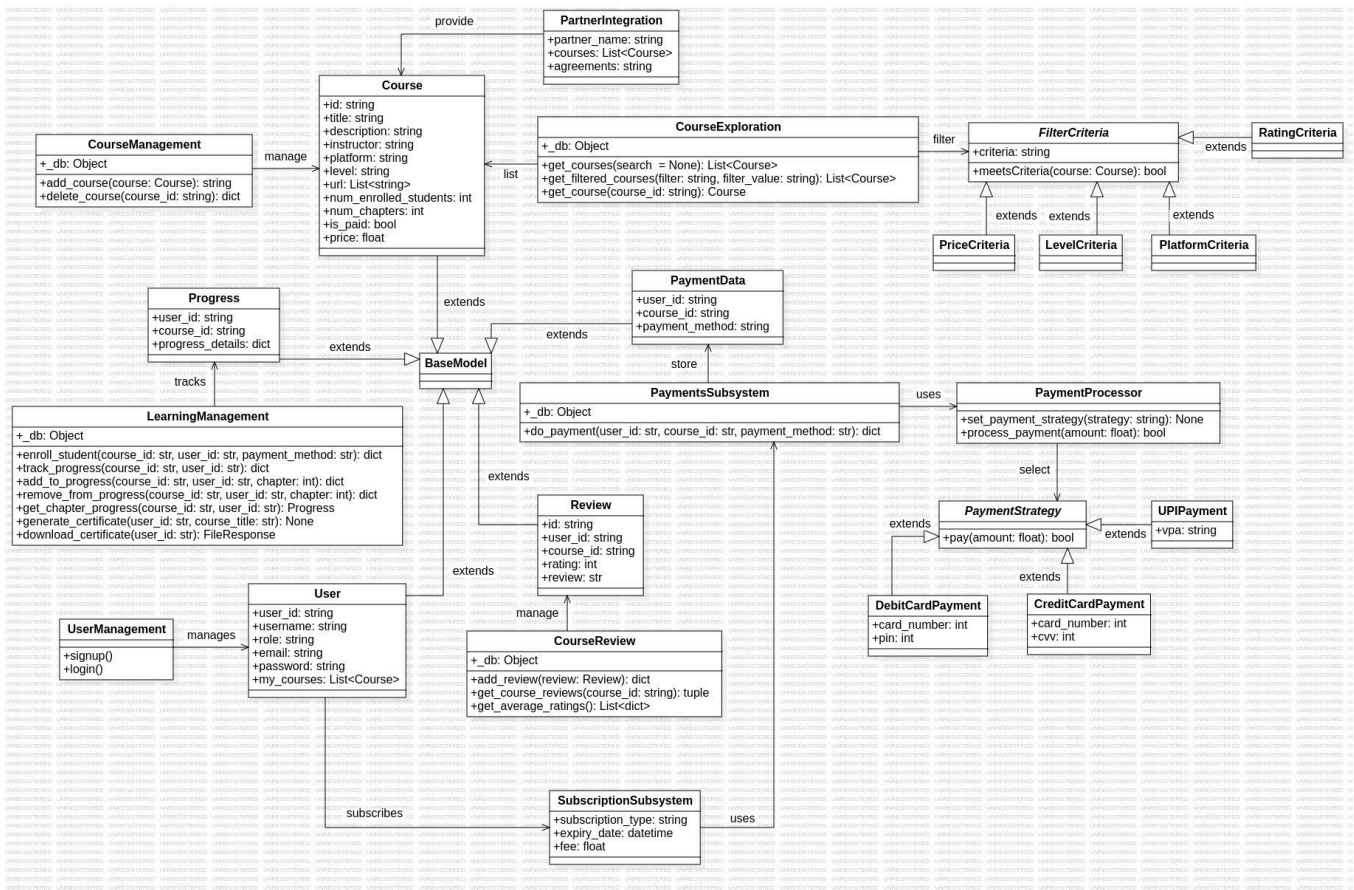 provide
PartnerIntegration
+partner_name: string
+courses: List<Course>
+agreements: string
Course
+id: string
+title: string
+description: string
+instructor: string
+platform: string
+level: string
+url: List<string>
+num_enrolled_students: int
+num_chapters: int
+is_paid: bool
+price: float
CourseManagement
+_db: Object
+add_course(course: Course): string
+delete_course(course_id: string): dict
manage
CourseExploration
+_db: Object
+get_courses(search_= None): List<Course>
+get_filtered_courses(filter: string, filter_value: string): List<Course>
+get_course(course_id: string): Course
list
filter
FilterCriteria
+criteria: string
+meetsCriteria(course: Course): bool
extends
RatingCriteria
extends
extends
extends
PriceCriteria
LevelCriteria
PlatformCriteria
extends
Progress
+user_id: string
+course_id: string
+progress_details: dict
extends
tracks
BaseModel
PaymentData
+user_id: string
+course_id: string
+payment_method: string
extends
store
LearningManagement
+_db: Object
+enroll_student(course_id: str, user_id: str, payment_method: str): dict
+track_progress(course_id: str, user_id: str): dict
+add_to_progress(course_id: str, user_id: str, chapter: int): dict
+remove_from_progress(course_id: str, user_id: str, chapter: int): dict
+get_chapter_progress(course_id: str, user_id: str): Progress
+generate_certificate(user_id: str, course_title: str): None
+download_certificate(user_id: str): FileResponse
PaymentsSubsystem
+_db: Object
+do_payment(user_id: str, course_id: str, payment_method: str): dict
uses
PaymentProcessor
+set_payment_strategy(strategy: string): None
+process_payment(amount: float): bool
select
PaymentStrategy
+pay(amount: float): bool
extends
UPIPayment
+vpa: string
extends
extends
DebitCardPayment
+card_number: int
+pin: int
CreditCardPayment
+card_number: int
+cvv: int
extends
Review
+id: string
+user_id: string
+course_id: string
+rating: int
+review: str
extends
manage
User
+user_id: string
+username: string
+role: string
+email: string
+password: string
+my_courses: List<Course>
UserManagement
+signup()
+login()
manages
CourseReview
+_db: Object
+add_review(review: Review): dict
+get_course_reviews(course_id: string): tuple
+get_average_ratings(): List<dict>
subscribes
SubscriptionSubsystem
+subscription_type: string
+expiry_date: datetime
+fee: float
uses